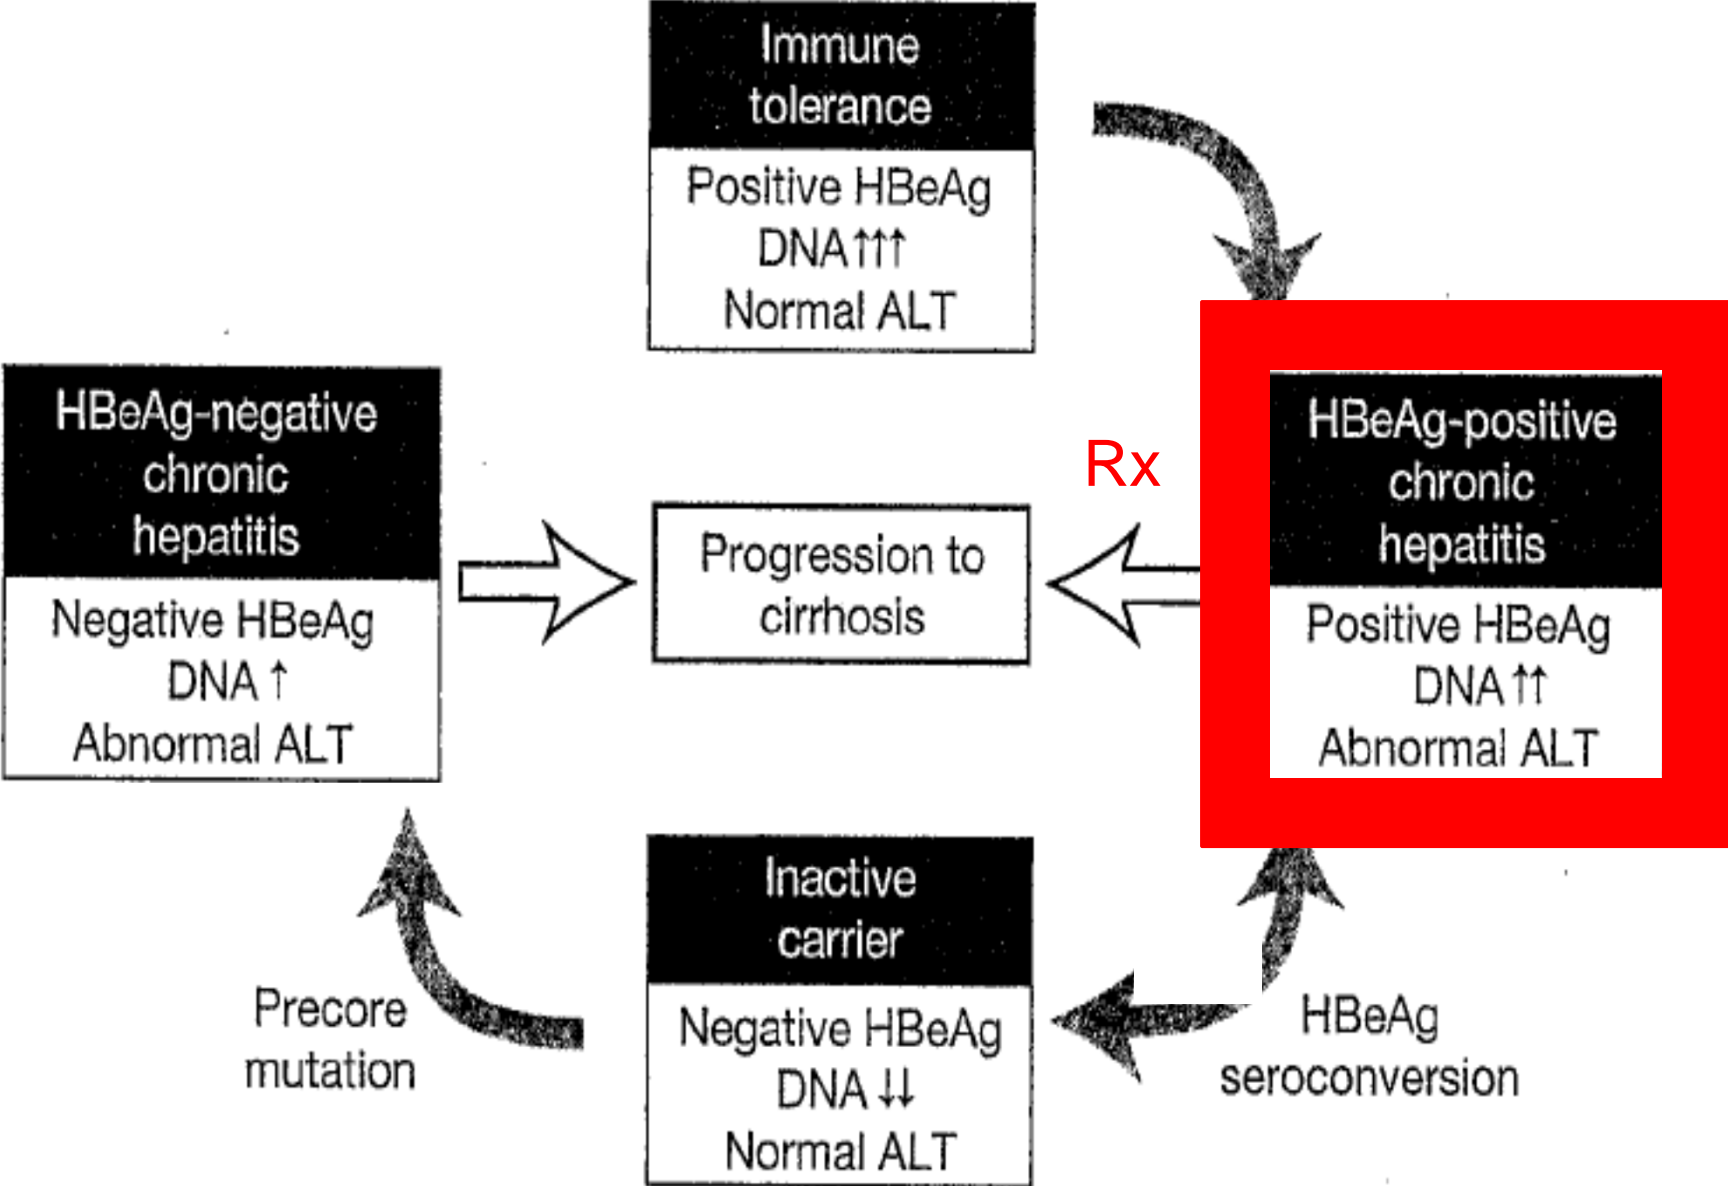 Immune
tolerance
Positive HBeAg
DNA↑↑↑
Normal ALT
HBeAg-negative
chronic
hepatitis
Negative HBeAg
DNA↑
Abnormal ALT
Progression to
cirrhosis
Rx
HBeAg-positive
chronic
hepatitis
Positive HBeAg
DNA↑↑
Abnormal ALT
Precore
mutation
Inactive
carrier
Negative HBeAg
DNA↓↓
Normal ALT
HBeAg
seroconversion